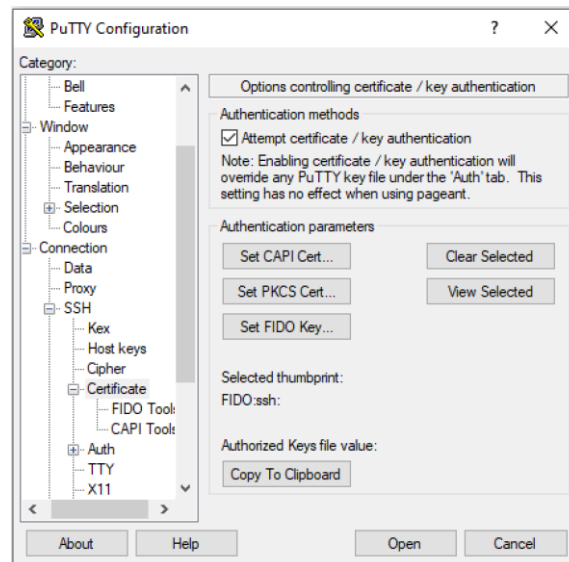 PuTTY Configuration
?
Category:
Bell
Features
Window
Appearance
Behaviour
Translation
Selection
Colours
Connection
Data
Proxy
SSH
Kex
Host keys
Cipher
Certificate
FIDO Tools
CAPI Tools
Auth
TTY
X11
Options controlling certificate / key authentication
Authentication methods
Attempt certificate / key authentication
Note: Enabling certificate / key authentication will
override any PuTTY key file under the 'Auth' tab. This
setting has no effect when using pageant.
Authentication parameters
Set CAPI Cert...
Clear Selected
Set PKCS Cert...
View Selected
Set FIDO Key...
Selected thumbprint:
FIDO:ssh:
Authorized Keys file value:
Copy To Clipboard
About
Help
Open
Cancel